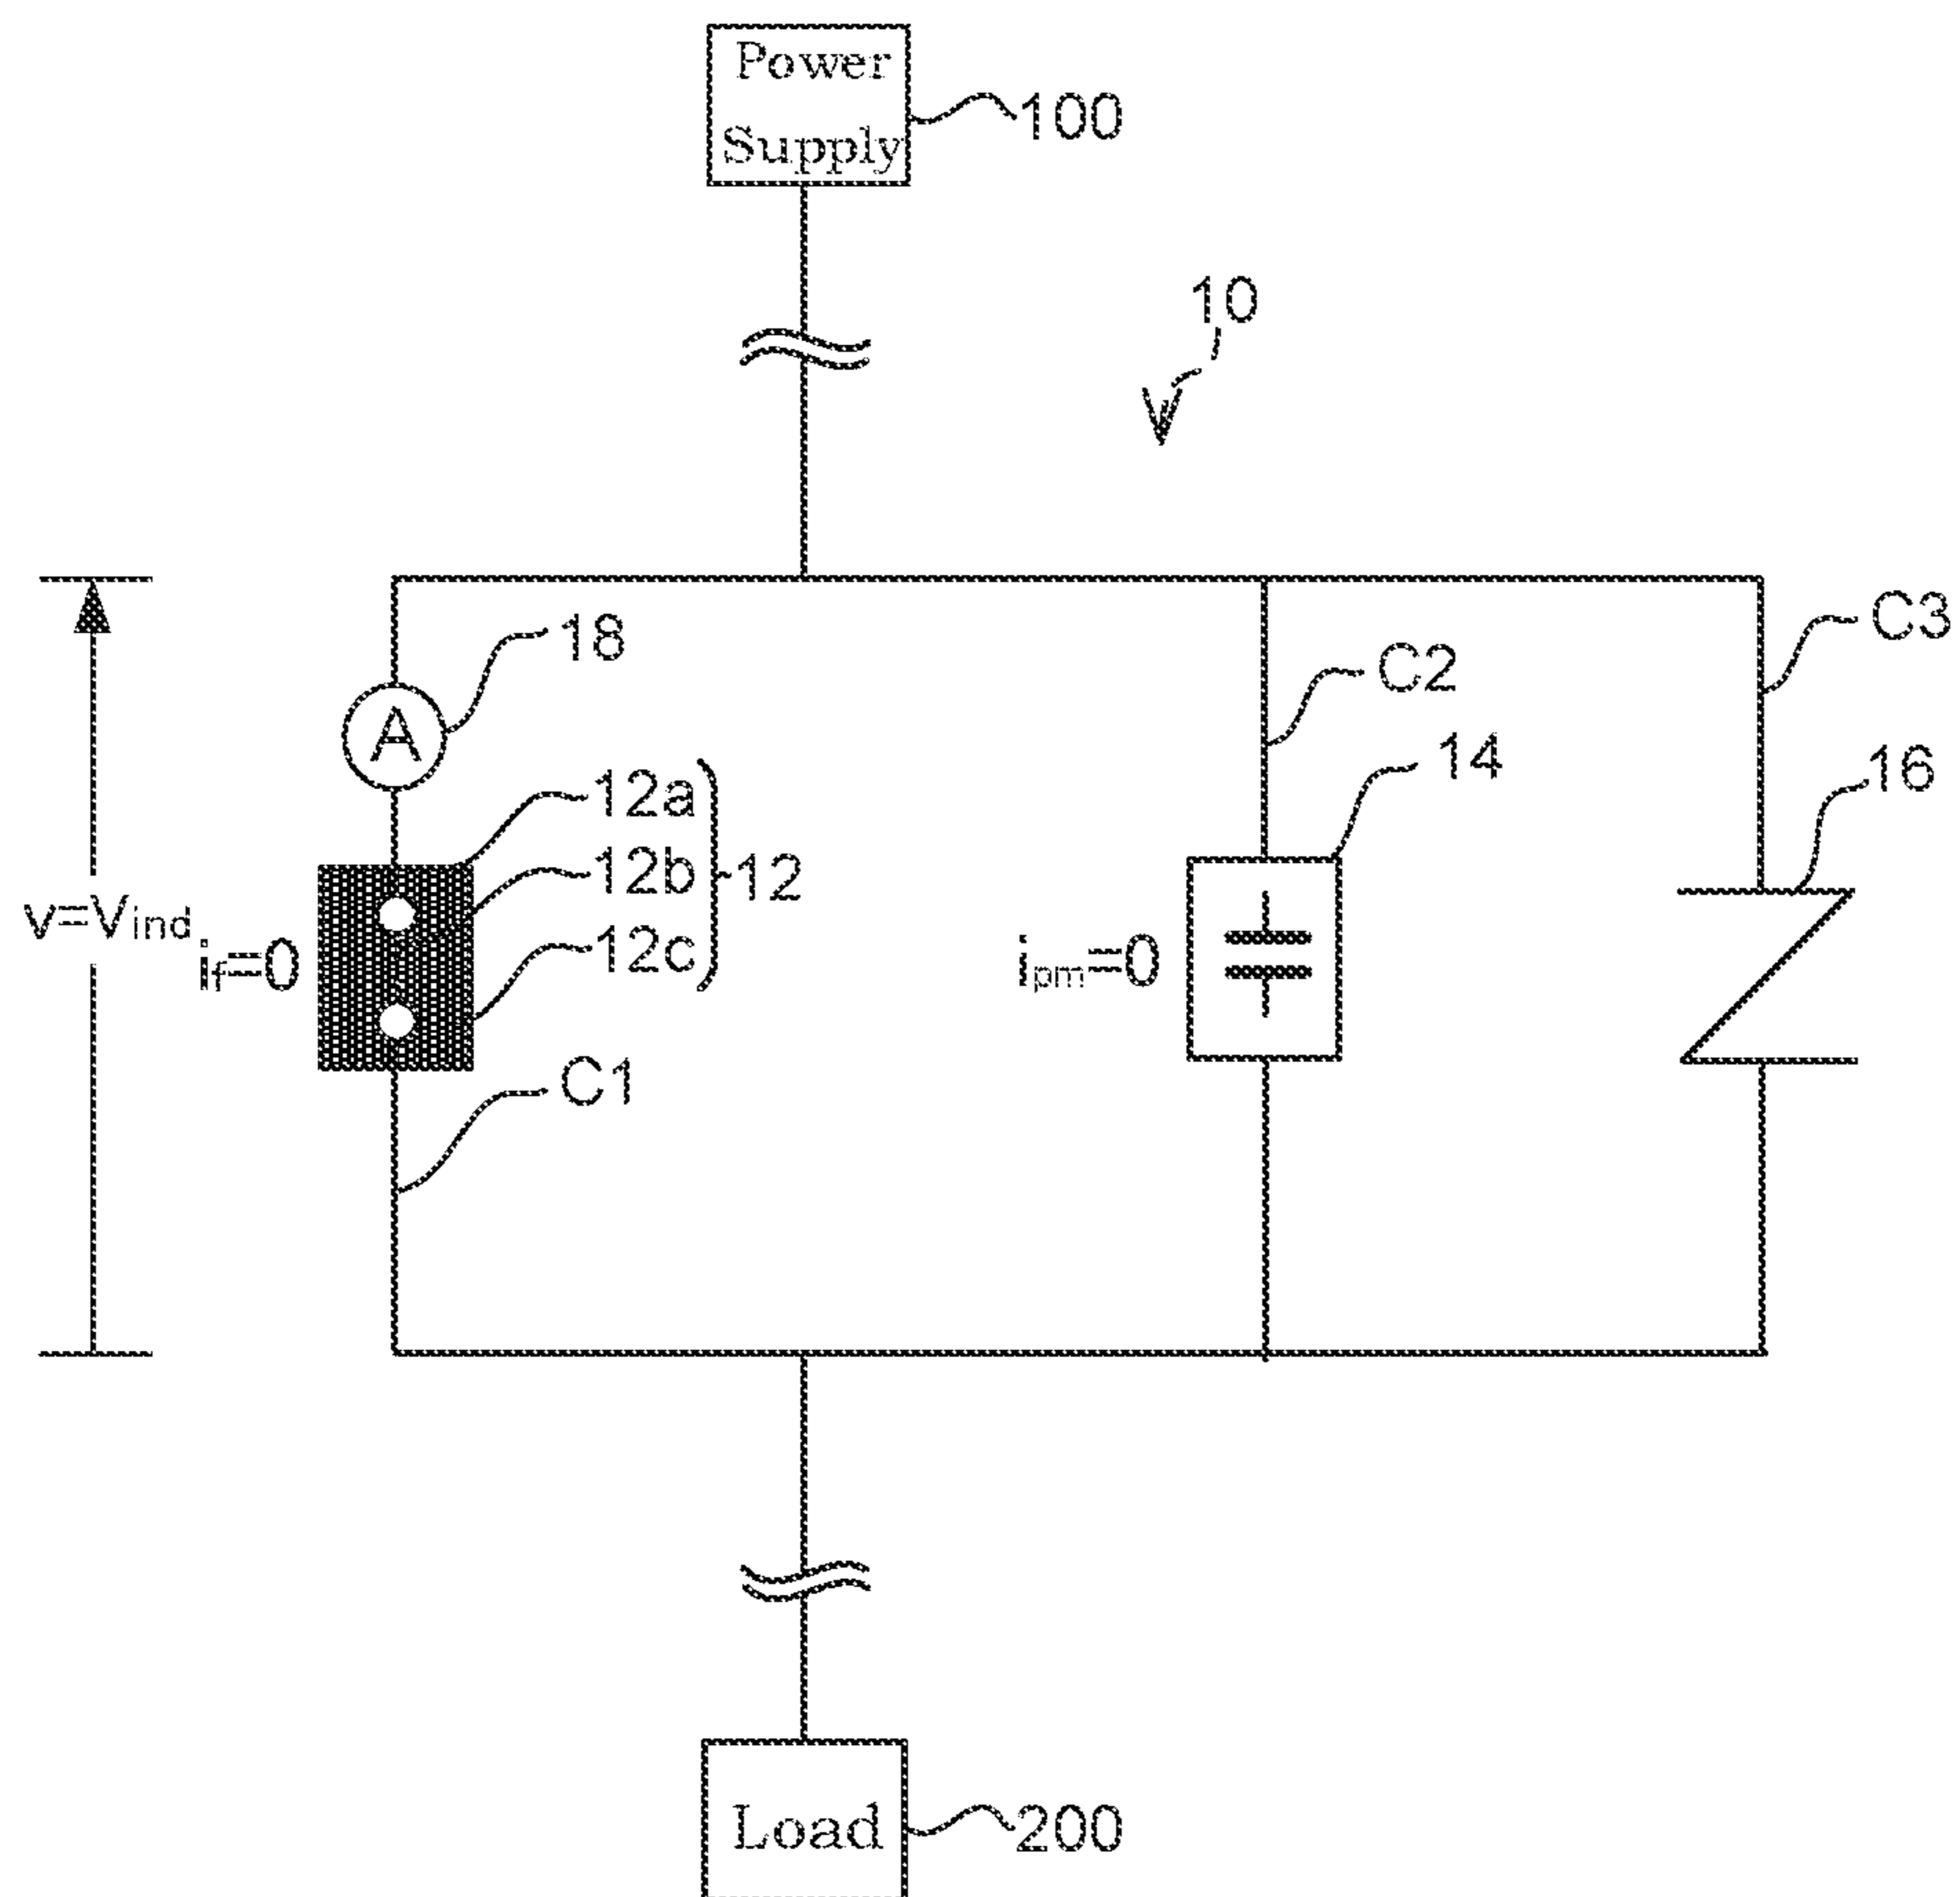 Power
Supply
100
10
18
C3
C2
A
14
16
12a
12b
12
12c
v=Vind
if=0
ipm=0
C1
Load
200